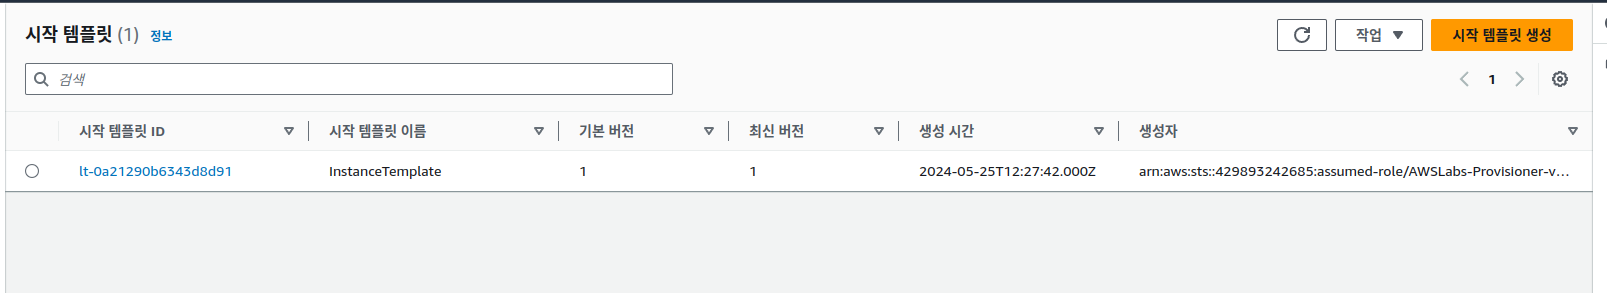 시작 템플릿 (1) 정보
작업 시작 템플릿 생성
검색
1
시작 템플릿 ID 시작 템플릿 이름 기본 버전 최신 버전 생성 시간 생성자
lt-0a21290b6343d8d91 InstanceTemplate 1 1 2024-05-25T12:27:42.000Z arn:aws:sts::429893242685:assumed-role/AWSLabs-Provisioner-v...